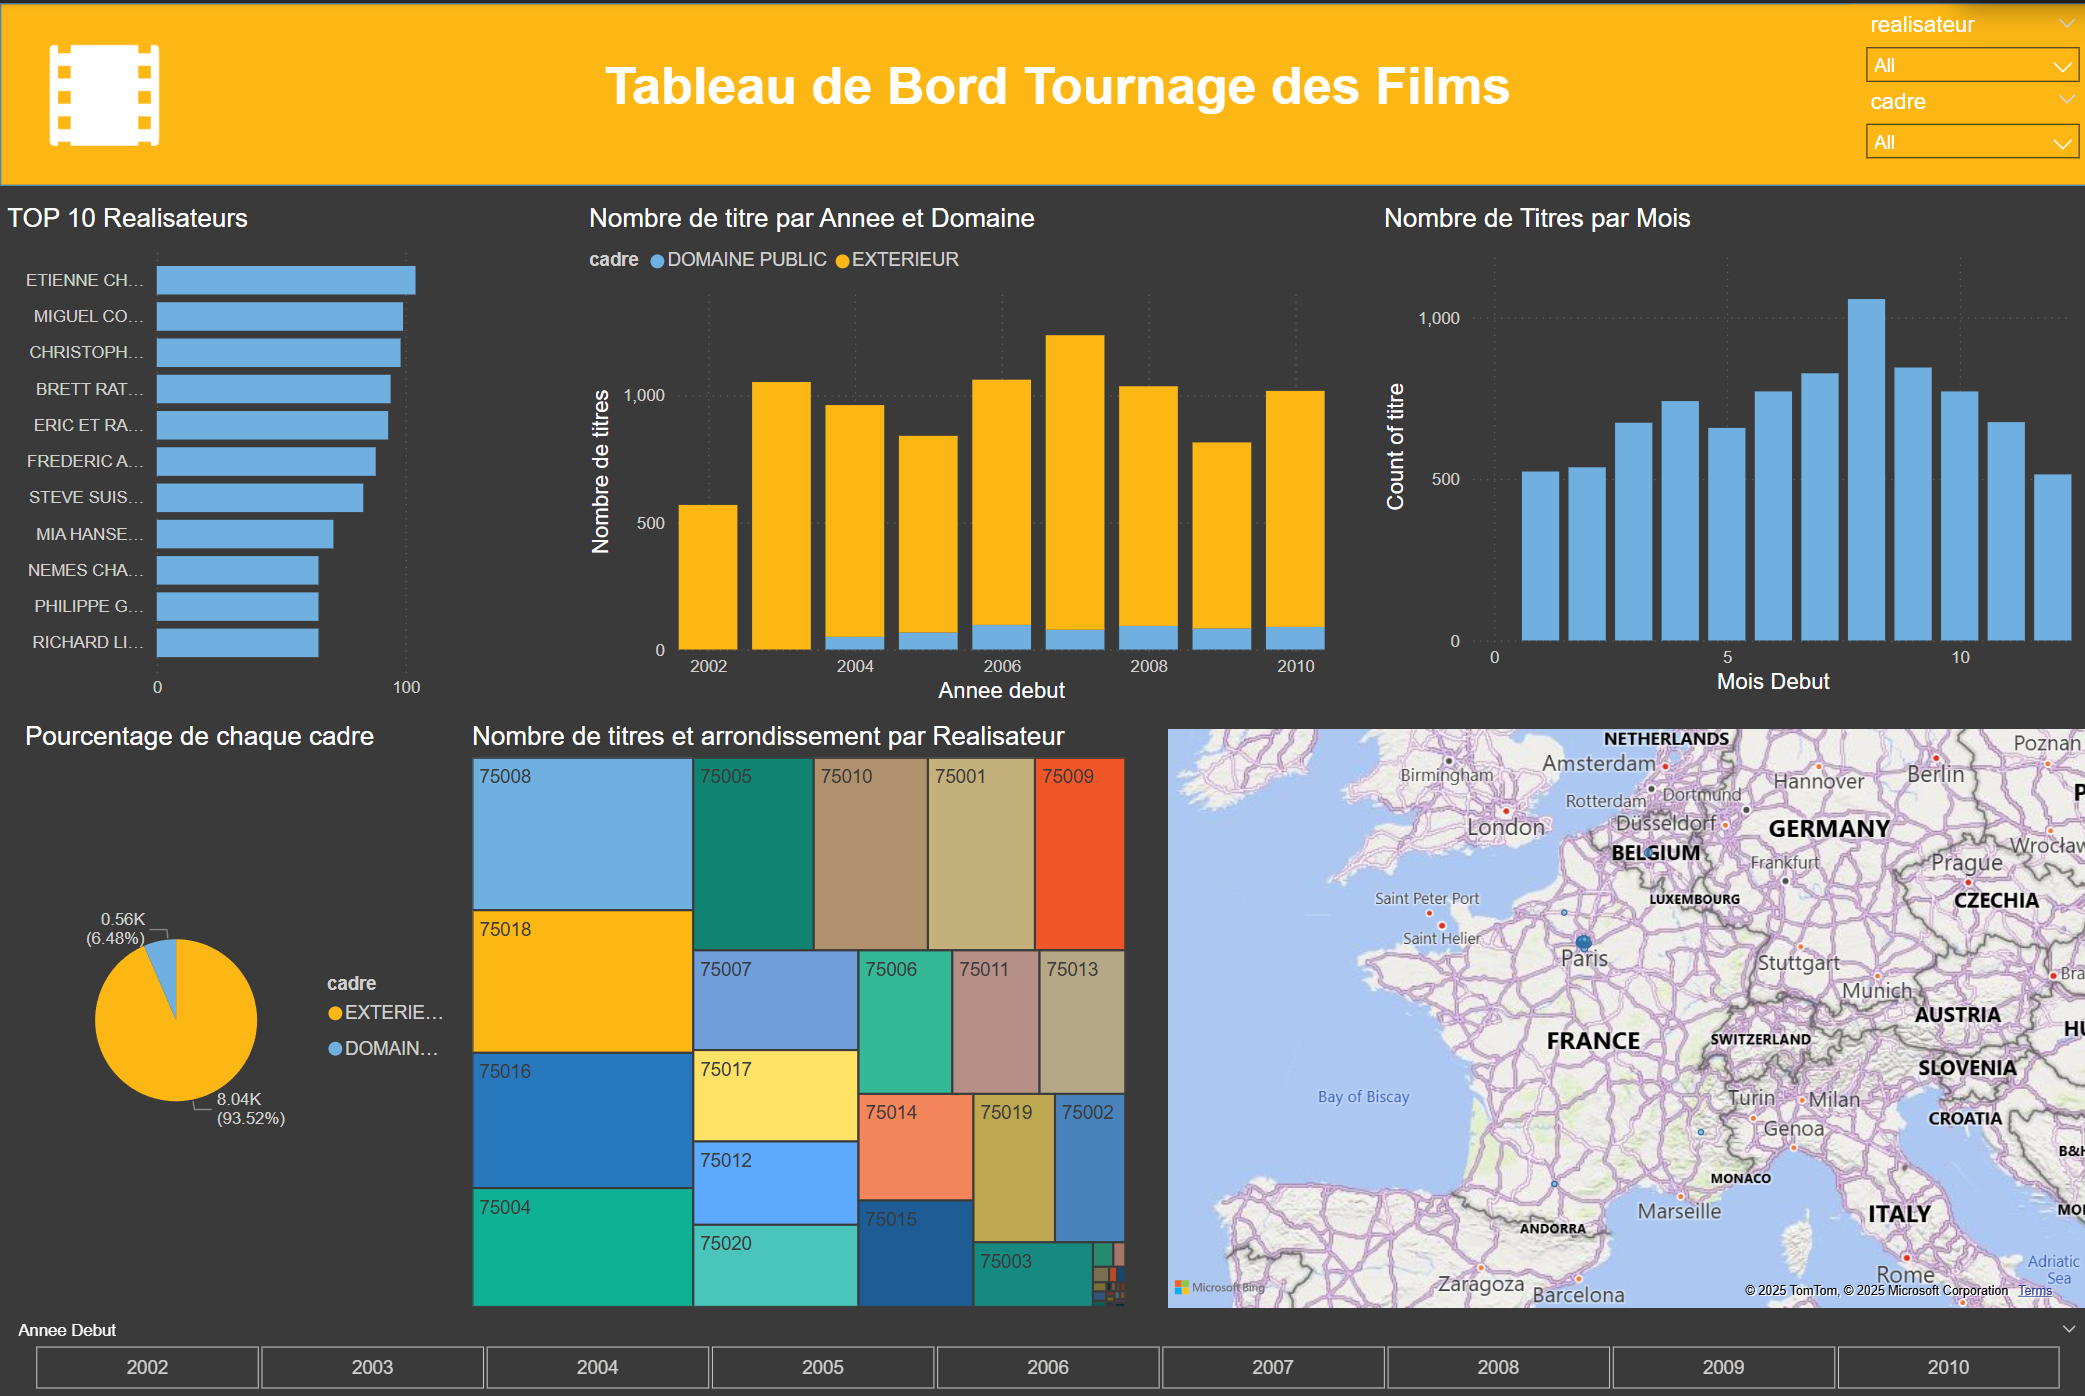 Tableau de Bord Tournage des Films
realisateur
All
cadre
All
TOP 10 Realisateurs
ETIENNE CH...
MIGUEL CO...
CHRISTOPH...
BRETT RAT...
ERIC ET RA...
FREDERIC A...
STEVE SUIS...
MIA HANSE...
NEMES CHA...
PHILIPPE G...
RICHARD LI...
0 100
Nombre de titre par Annee et Domaine
cadre DOMAINE PUBLIC EXTERIEUR
Nombre de titres
1,000
500
0
2002 2004 2006 2008 2010
Annee debut
Nombre de Titres par Mois
Count of titre
1,000
500
0
0 5 10
Mois Debut
Pourcentage de chaque cadre
0.56K
(6.48%)
8.04K
(93.52%)
cadre
EXTERIE...
DOMAIN...
Nombre de titres et arrondissement par Realisateur
75008
75005
75010
75001
75009
75018
75007
75006
75011
75013
75016
75017
75014
75019
75002
75012
75004
75015
75020
75003
NETHERLANDS
Poznan
Birmingham
Amsterdam
Hannover
Berlin
Rotterdam
Dortmund
P
London
Düsseldorf
GERMANY
BELGIUM
Frankfurt
Prague
Wrocław
Saint Peter Port
LUXEMBOURG
CZECHIA
Saint Helier
Paris
Stuttgart
Bra
Munich
AUSTRIA
HU
FRANCE
SWITZERLAND
SLOVENIA
Bay of Biscay
Turin
Milan
CROATIA
Genoa
B&H
MONACO
Marseille
ITALY
MO
ANDORRA
Adriatic
Sea
Rome
Zaragoza
Barcelona
Microsoft Bing
© 2025 TomTom, © 2025 Microsoft Corporation Terms
Annee Debut
2002 2003 2004 2005 2006 2007 2008 2009 2010